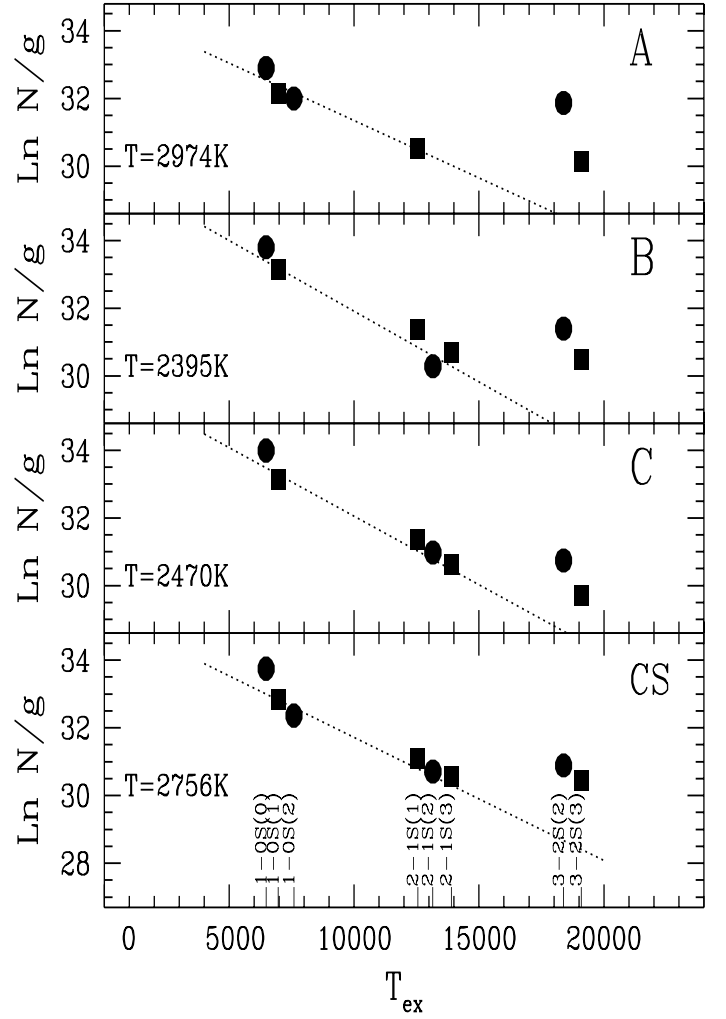 A
34
32
30
Ln N/g
T=2974K
B
34
32
30
Ln N/g
T=2395K
C
34
32
30
Ln N/g
T=2470K
CS
34
32
30
28
Ln N/g
T=2756K
1-0S(0)
1-0S(1)
1-0S(2)
2-1S(1)
2-1S(2)
2-1S(3)
3-2S(2)
3-2S(3)
0 5000 10000 15000 20000
T_ex